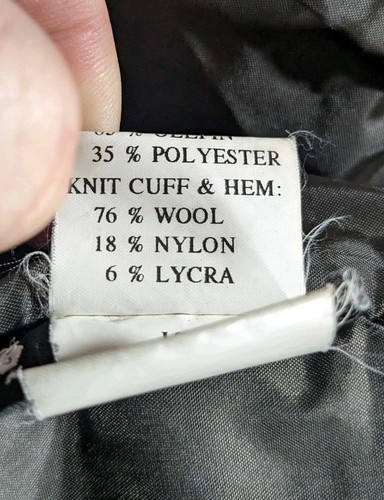 35 % POLYESTER
KNIT CUFF & HEM:
76 % WOOL
18 % NYLON
6 % LYCRA